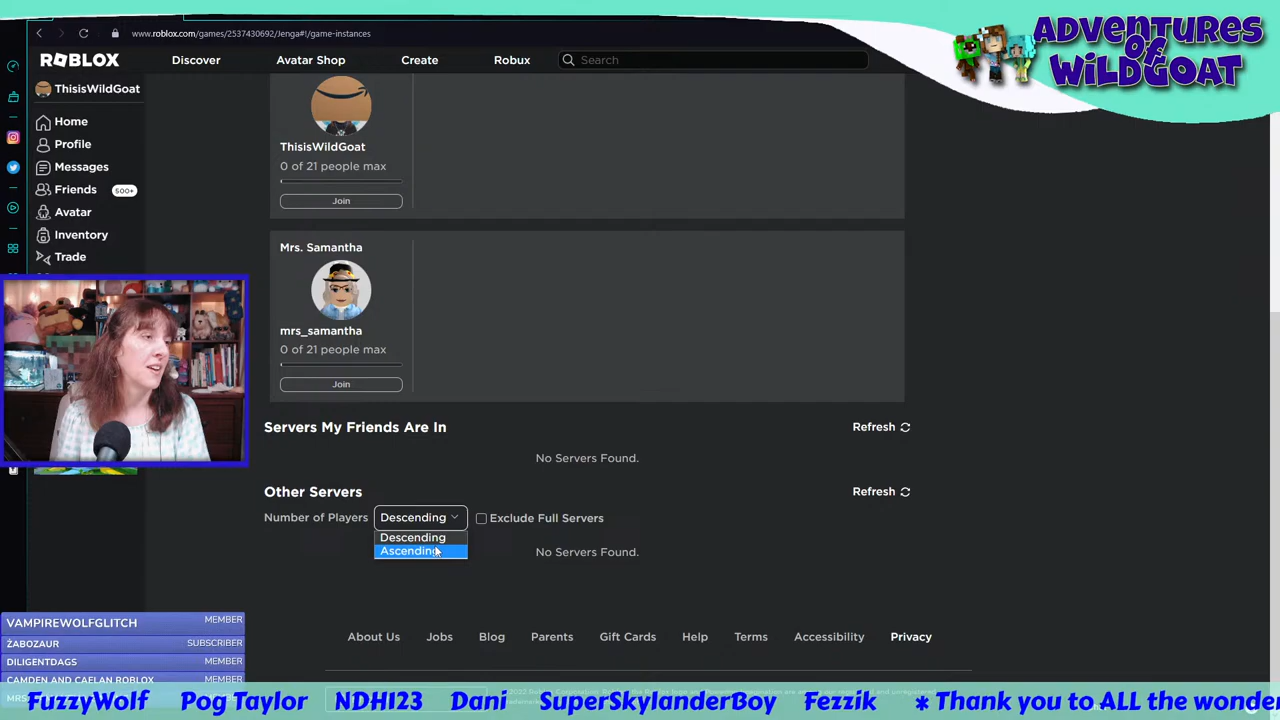 www.roblox.com/games/2537430692/Jenga#!/game-instances
ADVENTURES
OF
WILDGOAT
ROBLOX
Discover
Avatar Shop
Create
Robux
Search
ThisisWildGoat
Home
Profile
Messages
Friends
500+
Avatar
Inventory
Trade
ThisisWildGoat
0 of 21 people max
Join
Mrs. Samantha
mrs_samantha
0 of 21 people max
Join
Servers My Friends Are In
Refresh
No Servers Found.
Other Servers
Refresh
Number of Players
Descending
Exclude Full Servers
Descending
Ascending
No Servers Found.
About Us
Jobs
Blog
Parents
Gift Cards
Help
Terms
Accessibility
Privacy
VAMPIREWOLFGLITCH MEMBER
ŻABOZAUR SUBSCRIBER
DILIGENTDAGS MEMBER
CAMDEN AND CAELAN ROBLOX MEMBER
FuzzyWolf Pog Taylor NDH123 Dani SuperSkylanderBoy Fezzik * Thank you to ALL the wonde